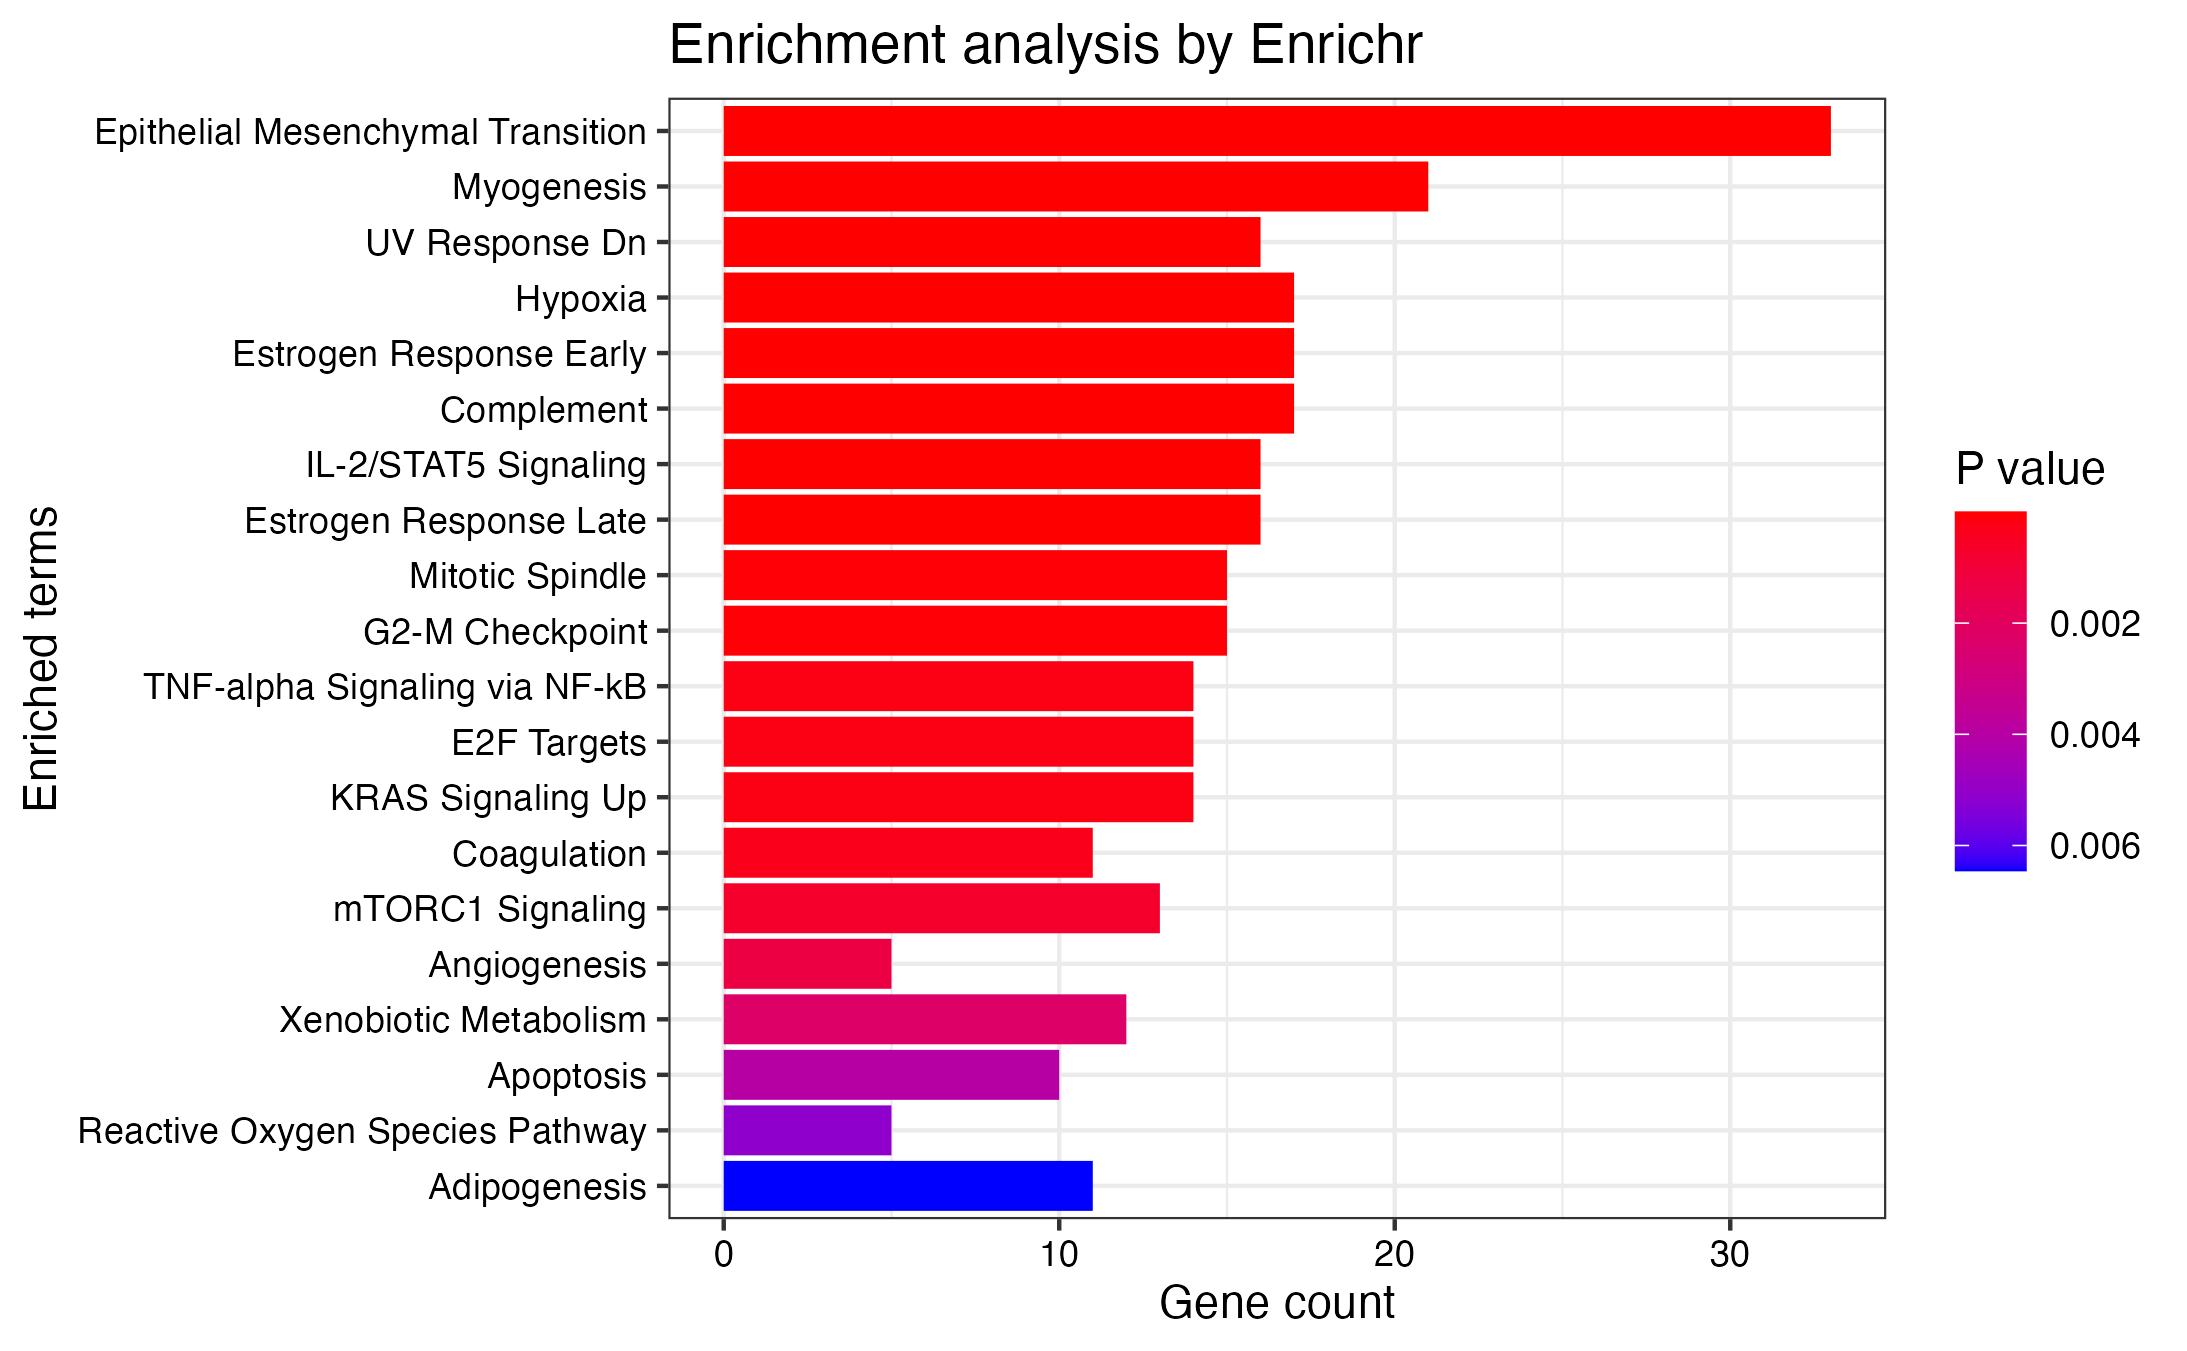 Enrichment analysis by Enrichr
Epithelial Mesenchymal Transition
Myogenesis
UV Response Dn
Hypoxia
Estrogen Response Early
Complement
IL-2/STAT5 Signaling
Estrogen Response Late
Mitotic Spindle
G2-M Checkpoint
TNF-alpha Signaling via NF-kB
E2F Targets
KRAS Signaling Up
Coagulation
mTORC1 Signaling
Angiogenesis
Xenobiotic Metabolism
Apoptosis
Reactive Oxygen Species Pathway
Adipogenesis
Enriched terms
0 10 20 30
Gene count
P value
0.002
0.004
0.006